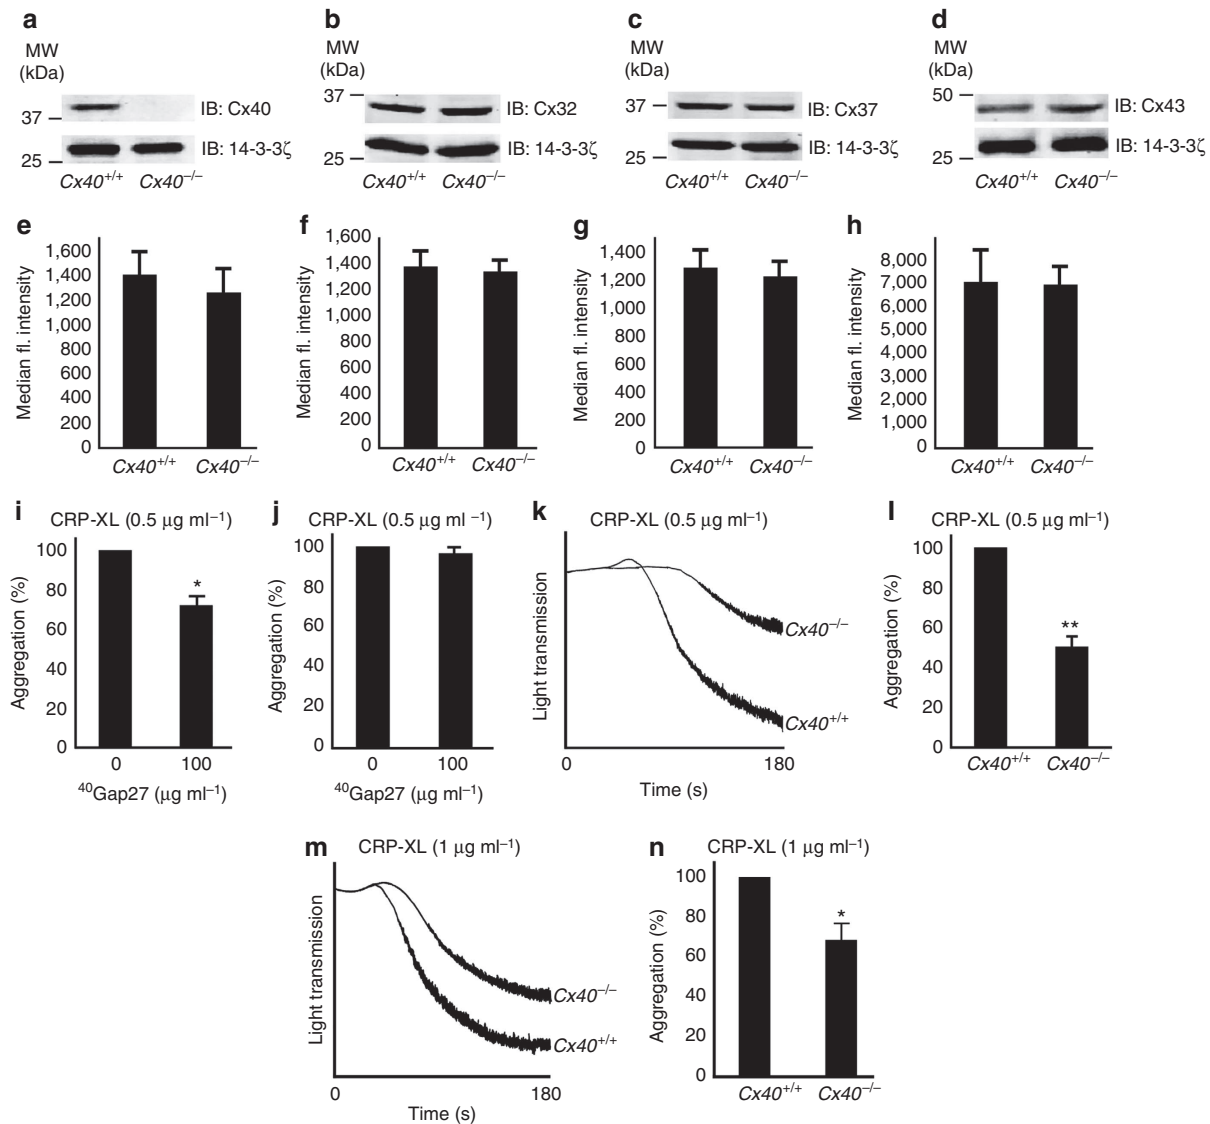 a
MW
(kDa)
37
IB: Cx40
25
IB: 14-3-3ζ
Cx40+/+ Cx40–/–
b
MW
(kDa)
37
IB: Cx32
25
IB: 14-3-3ζ
Cx40+/+ Cx40–/–
c
MW
(kDa)
37
IB: Cx37
25
IB: 14-3-3ζ
Cx40+/+ Cx40–/–
d
MW
(kDa)
50
IB: Cx43
25
IB: 14-3-3ζ
Cx40+/+ Cx40–/–
e
Median fl. intensity
1,600
1,400
1,200
1,000
800
600
400
200
0
Cx40+/+ Cx40–/–
f
Median fl. intensity
1,600
1,400
1,200
1,000
800
600
400
200
0
Cx40+/+ Cx40–/–
g
Median fl. intensity
1,400
1,200
1,000
800
600
400
200
0
Cx40+/+ Cx40–/–
h
Median fl. intensity
8,000
7,000
6,000
5,000
4,000
3,000
2,000
1,000
0
Cx40+/+ Cx40–/–
i
CRP-XL (0.5 µg ml–1)
Aggregation (%)
100
80
60
40
20
0
*
0 100
40Gap27 (µg ml–1)
j
CRP-XL (0.5 µg ml –1)
Aggregation (%)
100
80
60
40
20
0
0 100
40Gap27 (µg ml–1)
k
CRP-XL (0.5 µg ml–1)
Light transmission
Cx40–/–
Cx40+/+
0 180
Time (s)
l
CRP-XL (0.5 µg ml–1)
Aggregation (%)
100
80
60
40
20
0
**
Cx40+/+ Cx40–/–
m
CRP-XL (1 µg ml–1)
Light transmission
Cx40–/–
Cx40+/+
0 180
Time (s)
n
CRP-XL (1 µg ml–1)
Aggregation (%)
100
80
60
40
20
0
*
Cx40+/+ Cx40–/–